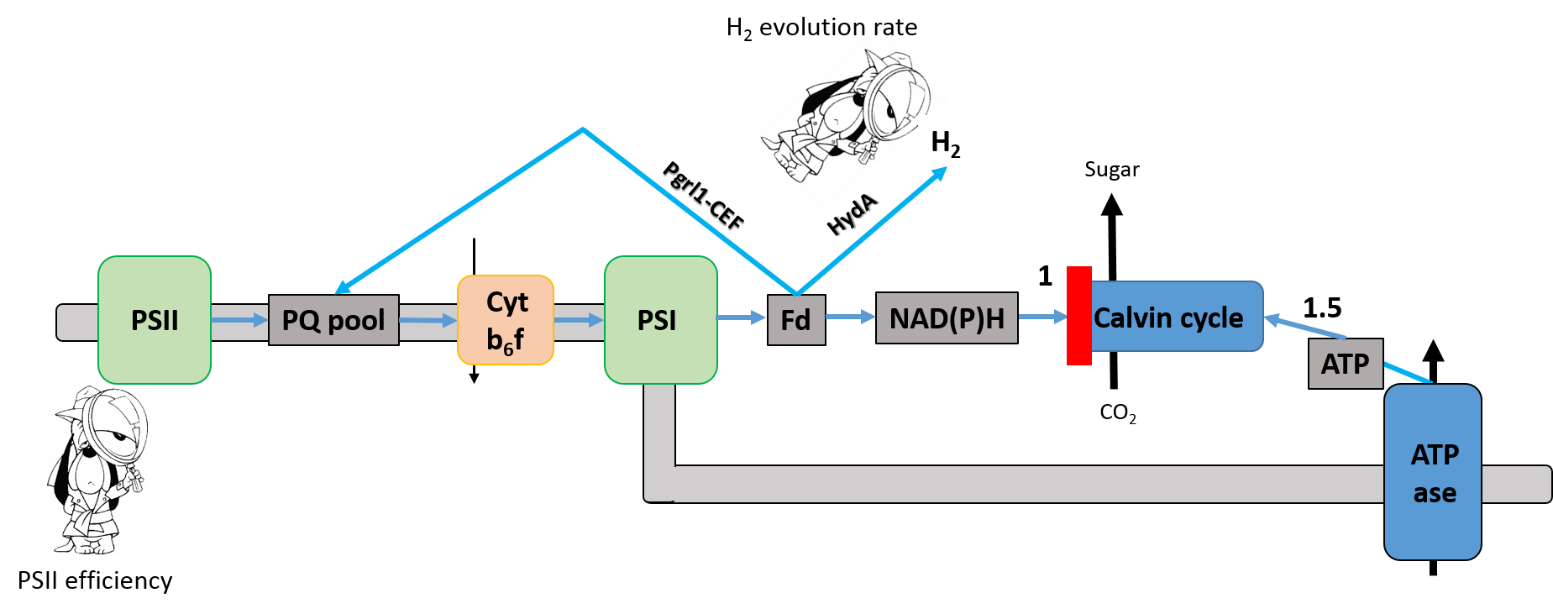 H₂ evolution rate
H₂
Sugar
Pgrl1-CEF
HydA
PSII
PQ pool
Cyt
b₆f
PSI
Fd
NAD(P)H
1
Calvin cycle
1.5
ATP
CO₂
ATP
ase
PSII efficiency